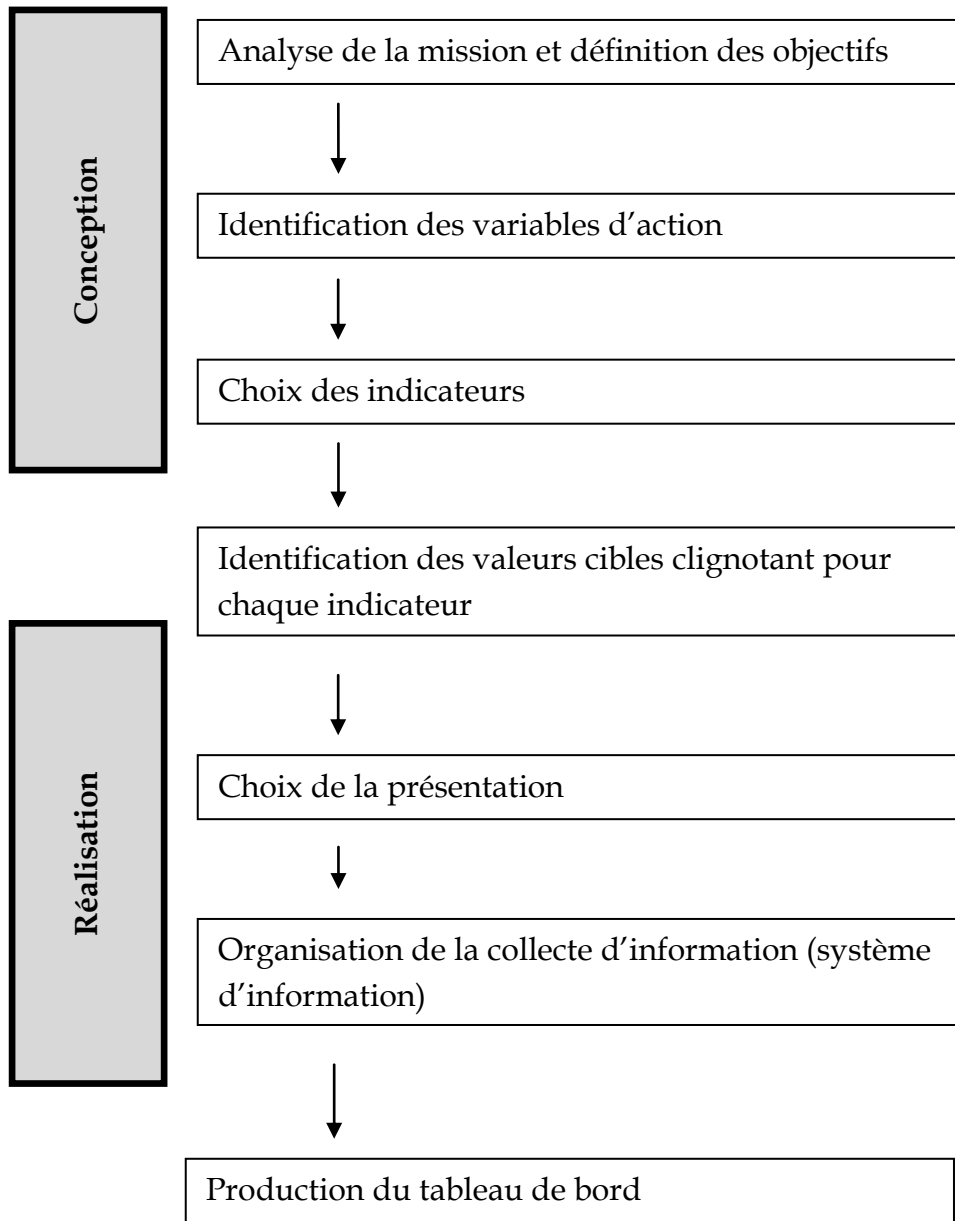 Conception
Analyse de la mission et définition des objectifs
Identification des variables d’action
Choix des indicateurs
Identification des valeurs cibles clignotant pour
chaque indicateur
Réalisation
Choix de la présentation
Organisation de la collecte d’information (système
d’information)
Production du tableau de bord